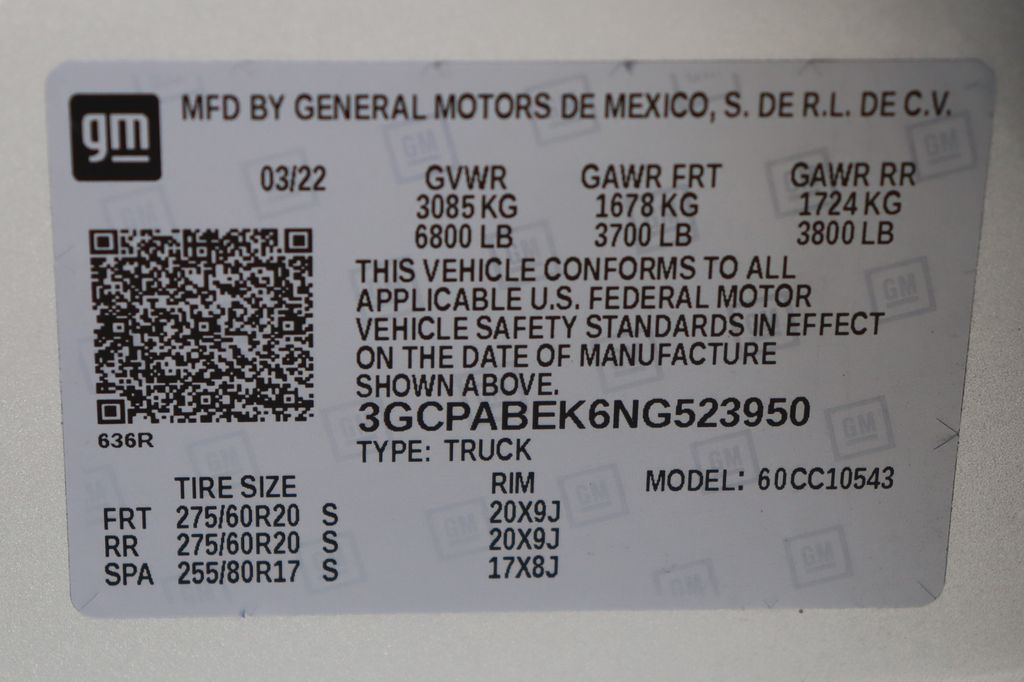 gm
MFD BY GENERAL MOTORS DE MEXICO, S. DE R.L. DE C.V.
03/22 GVWR GAWR FRT GAWR RR
3085 KG 1678 KG 1724 KG
6800 LB 3700 LB 3800 LB
THIS VEHICLE CONFORMS TO ALL
APPLICABLE U.S. FEDERAL MOTOR
VEHICLE SAFETY STANDARDS IN EFFECT
ON THE DATE OF MANUFACTURE
SHOWN ABOVE.
3GCPABEK6NG523950
636R
TYPE: TRUCK
TIRE SIZE RIM MODEL: 60CC10543
FRT 275/60R20 S 20X9J
RR 275/60R20 S 20X9J
SPA 255/80R17 S 17X8J